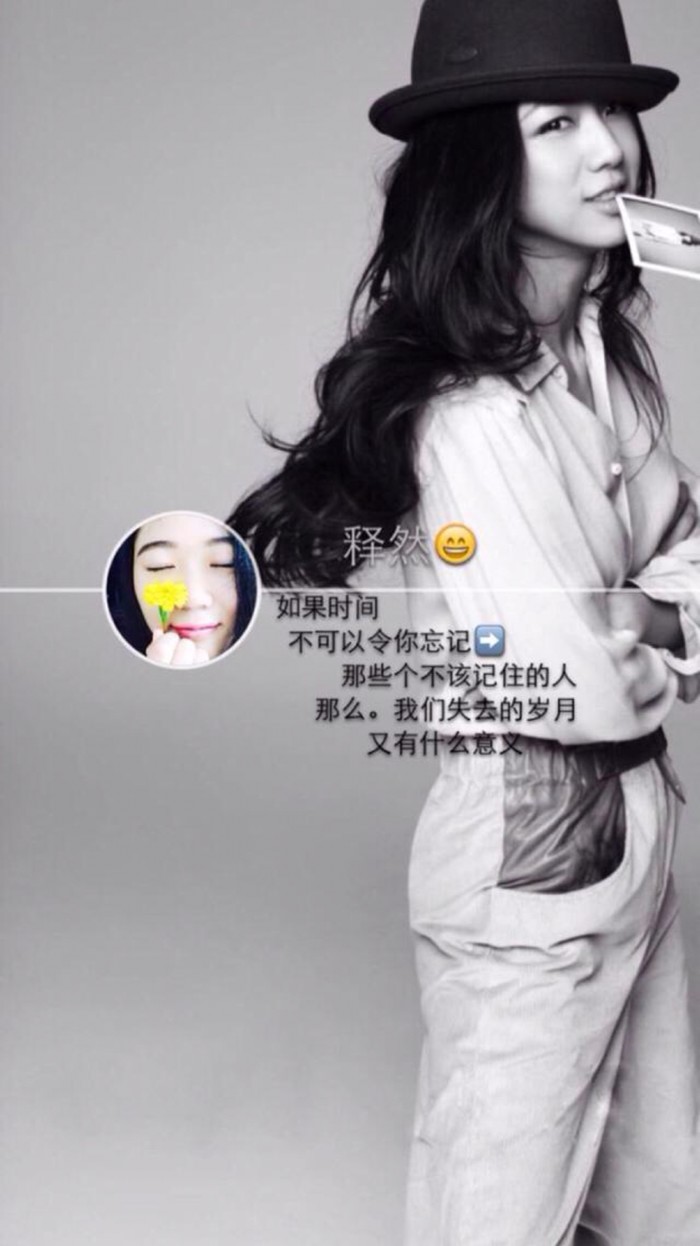 释然😄
如果时间
不可以令你忘记➡️
那些个不该记住的人
那么。我们失去的岁月
又有什么意义